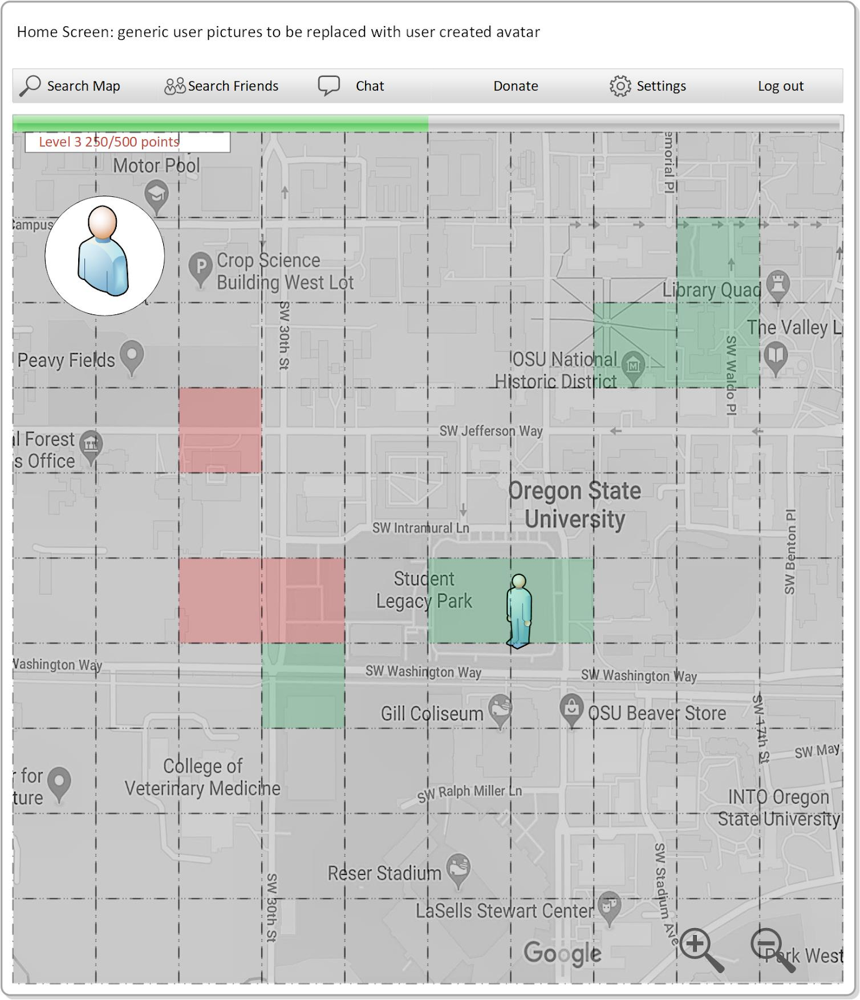 Home Screen: generic user pictures to be replaced with user created avatar
Search Map
Search Friends
Chat
Donate
Settings
Log out
Level 3 250/500 points
Motor Pool
emorial Pl
Campus
Crop Science
Building West Lot
Library Quad
SW 30th St
The Valley L
Peavy Fields
OSU National
Historic District
SW Waldo Pl
l Forest
s Office
SW Jefferson Way
Oregon State
University
SW Intramural Ln
SW Benton Pl
Student
Legacy Park
Washington Way
SW Washington Way
SW Washington Way
Gill Coliseum
OSU Beaver Store
SW 17th St
SW May
College of
Veterinary Medicine
r for
ture
SW Ralph Miller Ln
INTO Oregon
State University
SW Stadium Ave
Reser Stadium
SW 30th St
LaSells Stewart Center
Google
Park West